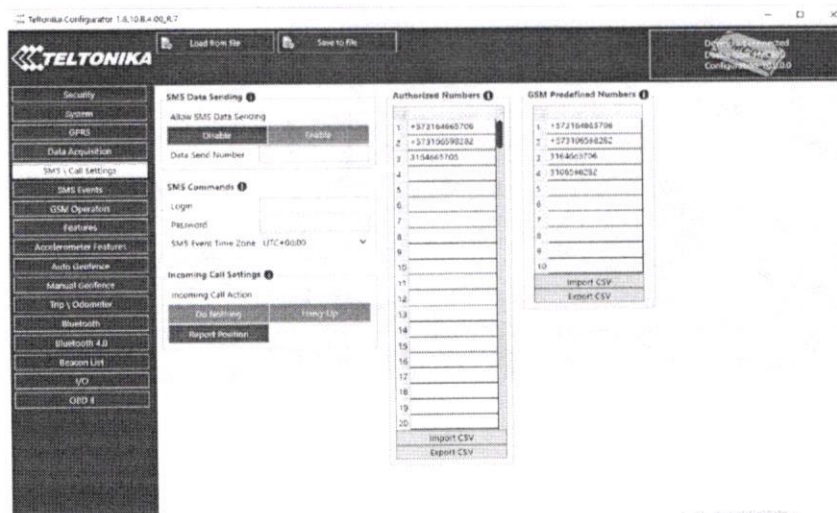 Teltonika Configurator 1.6.10.B.4.00_R.7
TELTONIKA
Load from file
Save to file
Security
System
GPRS
Data Acquisition
SMS \ Call Settings
SMS Events
GSM Operators
Features
Accelerometer Features
Auto Geofence
Manual Geofence
Trip \ Odometer
Bluetooth
Bluetooth 4.0
Beacon List
I/O
OBD II
SMS Data Sending
Allow SMS Data Sending
Disable Enable
Data Send Number
SMS Commands
Login
Password
SMS Event Time Zone UTC+00:00
Incoming Call Settings
Incoming Call Action
Do Nothing Hang Up
Report Position
Authorized Numbers
1 +573164665706
2 +573106598282
3
4
5
6
7
8
9
10
11
12
13
14
15
16
17
18
19
20
Import CSV
Export CSV
GSM Predefined Numbers
1
2
3
4
5
6
7
8
9
10
Import CSV
Export CSV